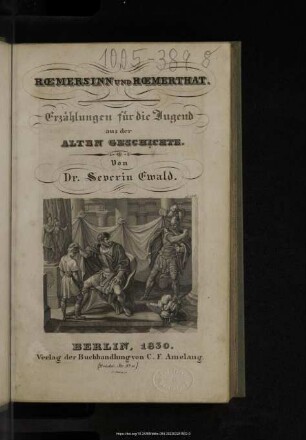 1005-389 8
RŒMERSINN UND RŒMERTHAT.
Erzählungen für die Jugend
aus der
ALTEN GESCHICHTE.
Von
Dr. Severin Ewald.
BERLIN, 1830.
Verlag der Buchhandlung von C. F. Amelang